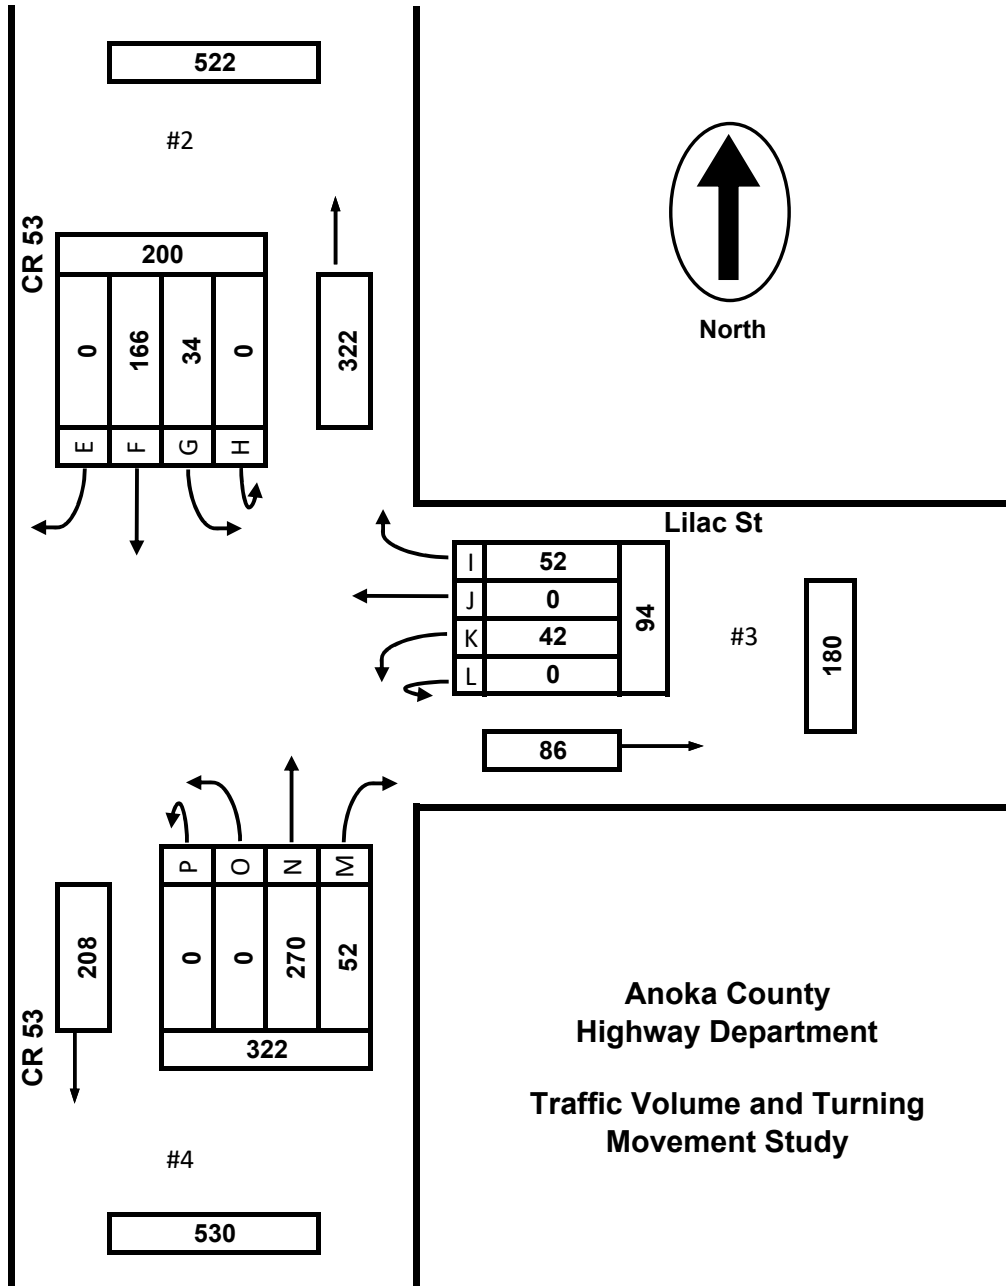 522
#2
CR 53
200
0
166
34
0
E
F
G
H
322
North
Lilac St
I
52
J
0
K
42
L
0
94
#3
180
86
P
O
N
M
208
0
0
270
52
322
CR 53
#4
530
Anoka County
Highway Department
Traffic Volume and Turning
Movement Study